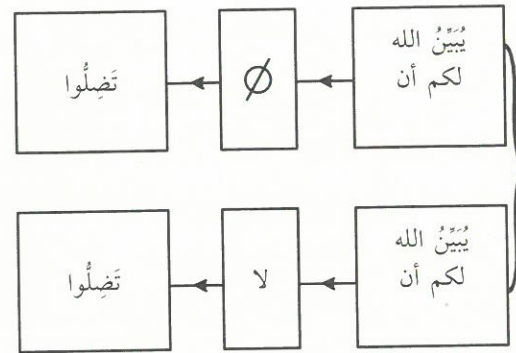 يُبَيِّنُ الله
لكم أن
∅
تَضِلُّوا
يُبَيِّنُ الله
لكم أن
لا
تَضِلُّوا